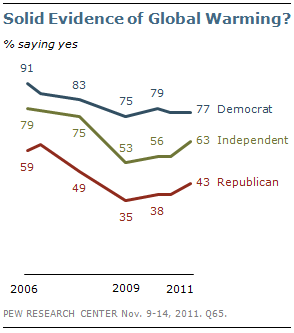 Solid Evidence of Global Warming?
% saying yes
91
83
79
75
77 Democrat
79
75
63 Independent
56
53
59
49
43 Republican
38
35
2006 2009 2011
PEW RESEARCH CENTER Nov. 9-14, 2011. Q65.